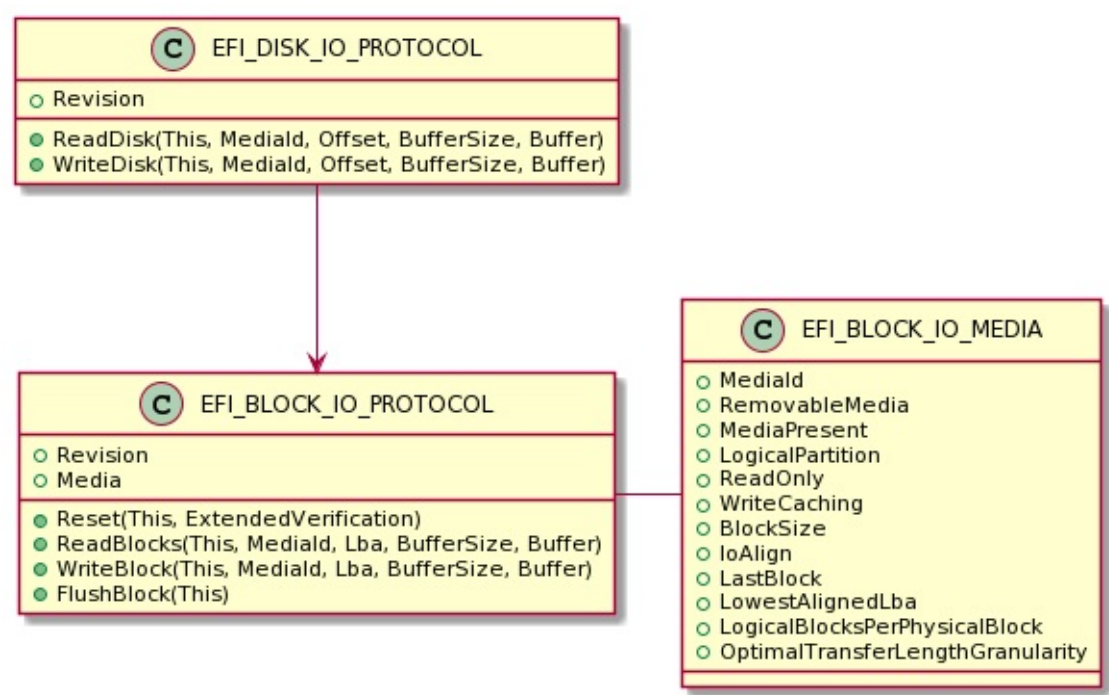 C EFI_DISK_IO_PROTOCOL
Revision
ReadDisk(This, MediaId, Offset, BufferSize, Buffer)
WriteDisk(This, MediaId, Offset, BufferSize, Buffer)
C EFI_BLOCK_IO_PROTOCOL
Revision
Media
Reset(This, ExtendedVerification)
ReadBlocks(This, MediaId, Lba, BufferSize, Buffer)
WriteBlock(This, MediaId, Lba, BufferSize, Buffer)
FlushBlock(This)
C EFI_BLOCK_IO_MEDIA
MediaId
RemovableMedia
MediaPresent
LogicalPartition
ReadOnly
WriteCaching
BlockSize
IoAlign
LastBlock
LowestAlignedLba
LogicalBlocksPerPhysicalBlock
OptimalTransferLengthGranularity